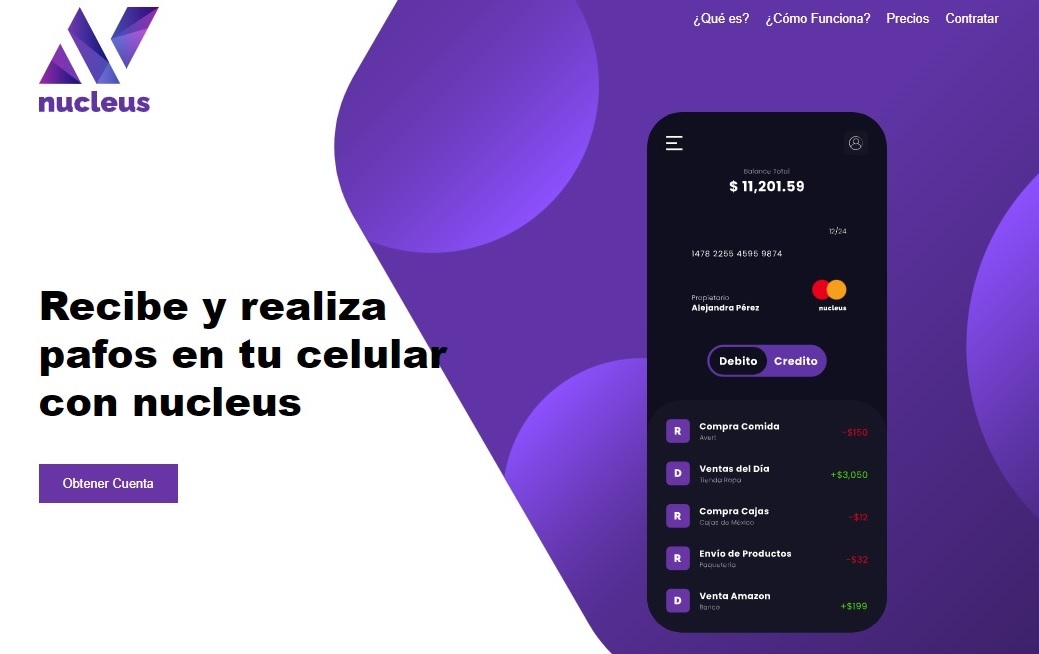 nucleus
¿Qué es? ¿Cómo Funciona? Precios Contratar
Recibe y realiza
pafos en tu celular
con nucleus
Obtener Cuenta
Balance Total
$ 11,201.59
12/24
1478 2255 4595 9874
Propietario
Alejandra Pérez
nucleus
Debito Credito
R Compra Comida -$150
Avert
D Ventas del Día +$3,050
Tienda Ropa
R Compra Cajas -$12
Cajas de México
R Envío de Productos -$32
Paquetería
D Venta Amazon +$199
Banco